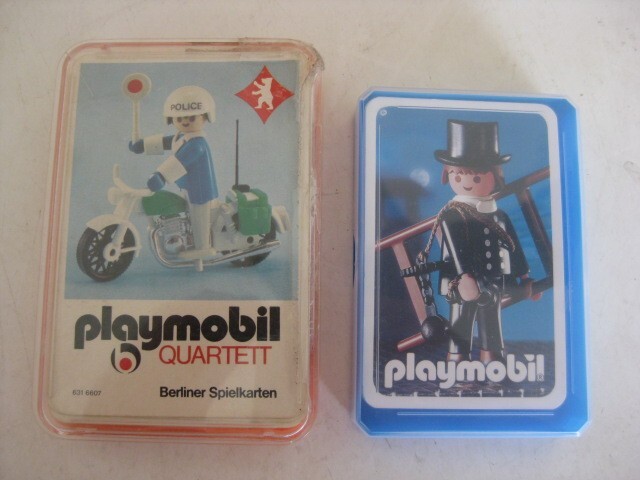 POLICE
playmobil
QUARTETT
631 6607
Berliner Spielkarten
playmobil